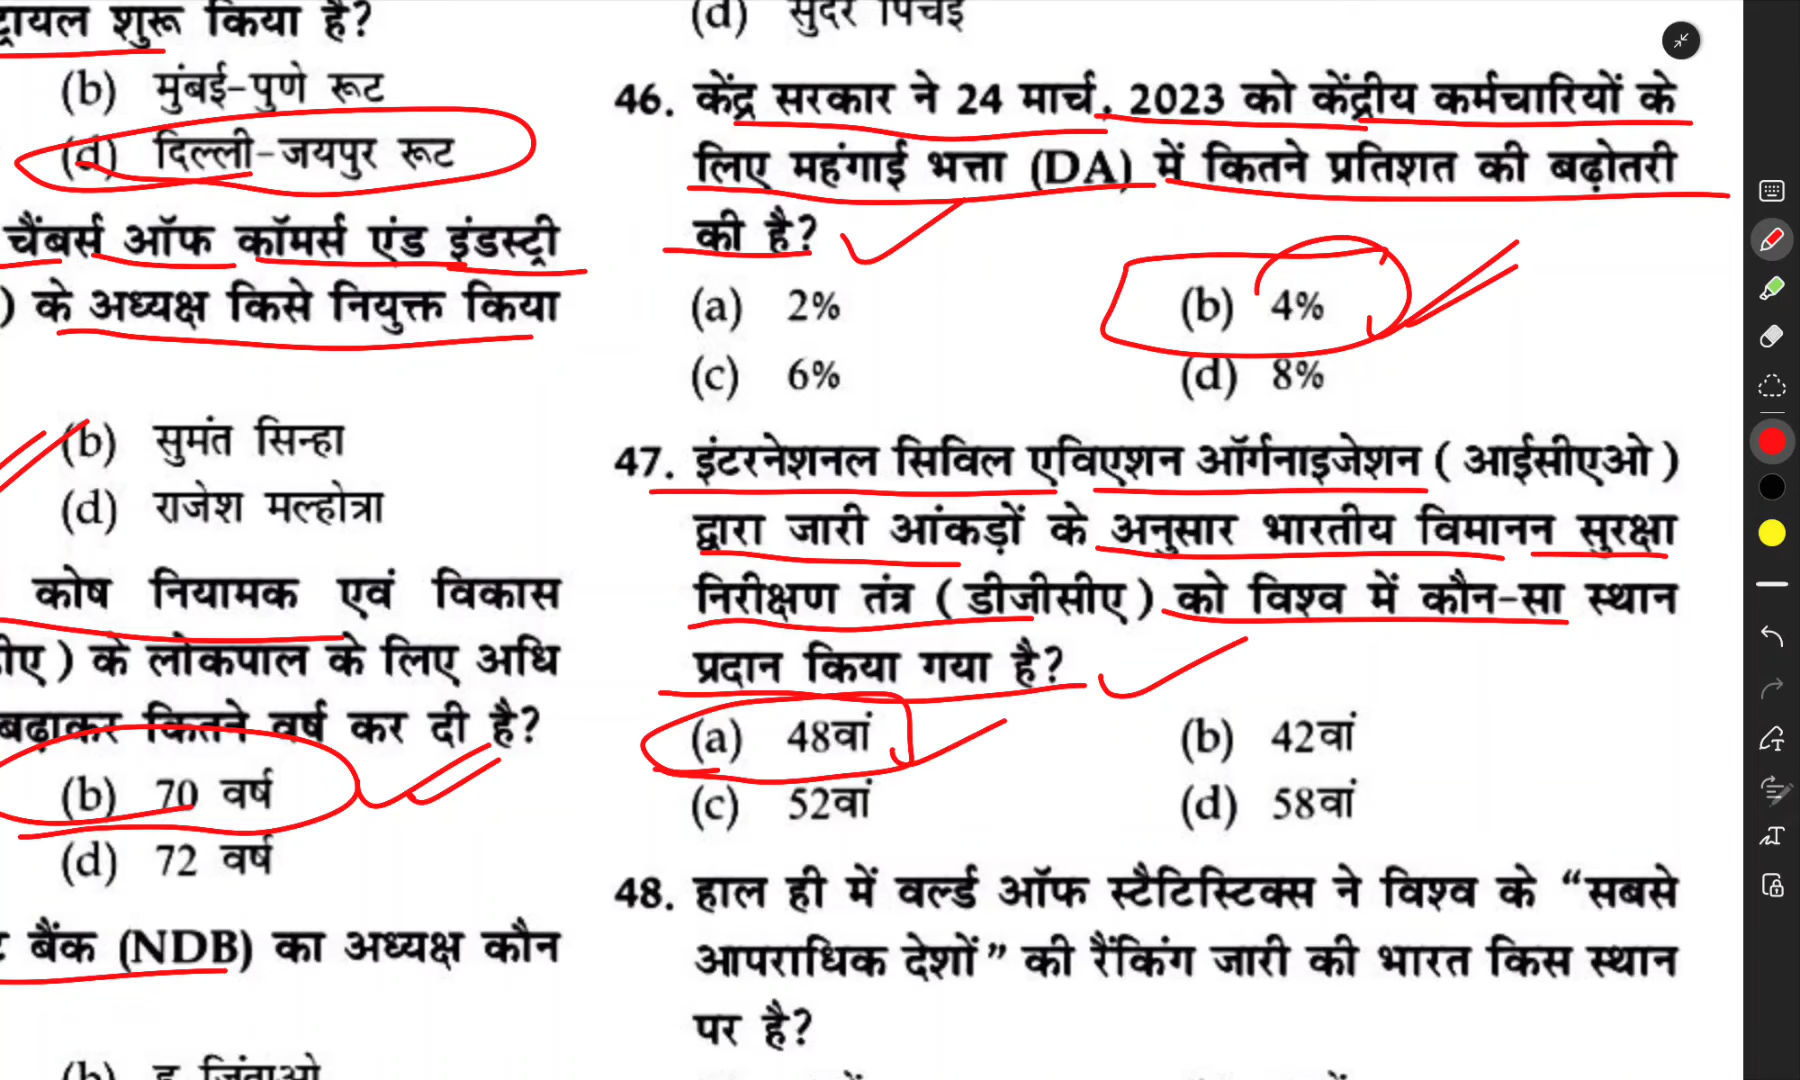 ट्रायल शुरू किया है?
(b) मुंबई-पुणे रूट
(d) दिल्ली-जयपुर रूट
चैंबर्स ऑफ कॉमर्स एंड इंडस्ट्री
) के अध्यक्ष किसे नियुक्त किया
(b) सुमंत सिन्हा
(d) राजेश मल्होत्रा
कोष नियामक एवं विकास
) के लोकपाल के लिए अधि
बढ़ाकर कितने वर्ष कर दी है?
(b) 70 वर्ष
(d) 72 वर्ष
बैंक (NDB) का अध्यक्ष कौन
(d) सुंदर पिचई
46. केंद्र सरकार ने 24 मार्च, 2023 को केंद्रीय कर्मचारियों के
लिए महंगाई भत्ता (DA) में कितने प्रतिशत की बढ़ोतरी
की है?
(a) 2% (b) 4%
(c) 6% (d) 8%
47. इंटरनेशनल सिविल एविएशन ऑर्गनाइजेशन ( आईसीएओ )
द्वारा जारी आंकड़ों के अनुसार भारतीय विमानन सुरक्षा
निरीक्षण तंत्र ( डीजीसीए ) को विश्व में कौन-सा स्थान
प्रदान किया गया है?
(a) 48वां (b) 42वां
(c) 52वां (d) 58वां
48. हाल ही में वर्ल्ड ऑफ स्टैटिस्टिक्स ने विश्व के “सबसे
आपराधिक देशों” की रैंकिंग जारी की भारत किस स्थान
पर है?